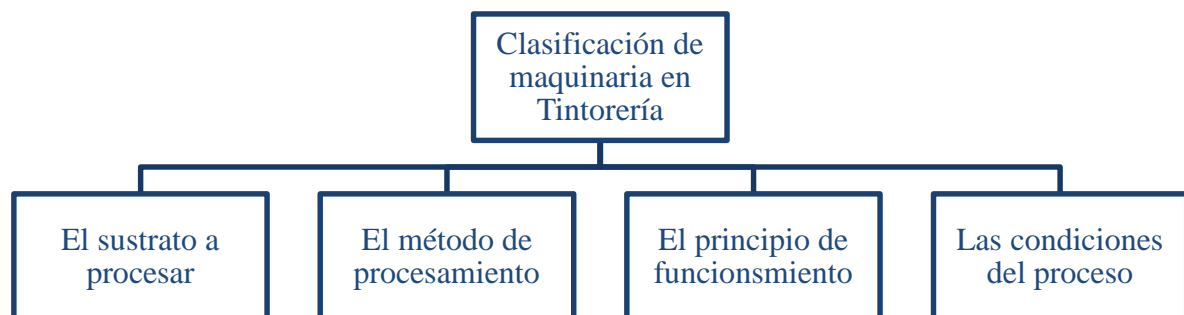 Clasificación de
maquinaria en
Tintorería
El sustrato a
procesar
El método de
procesamiento
El principio de
funcionsmiento
Las condiciones
del proceso